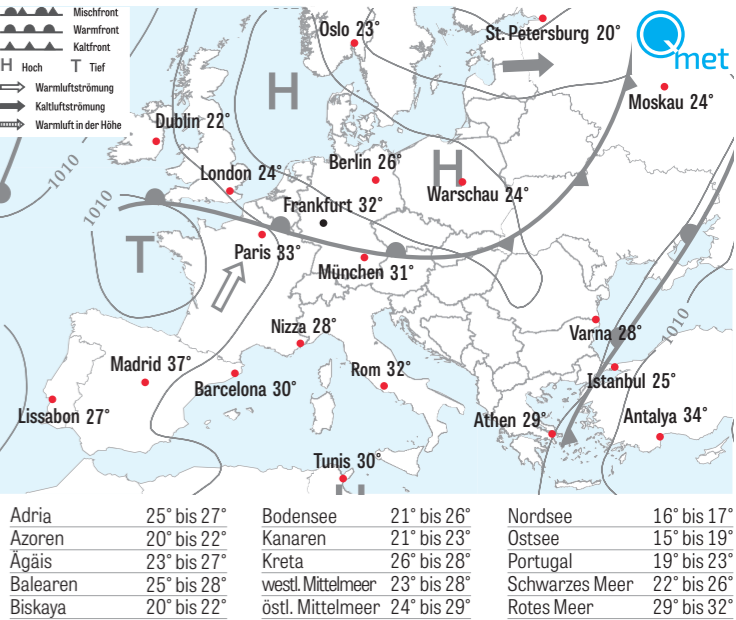 Mischfront
Warmfront
Kaltfront
H Hoch T Tief
Warmluftströmung
Kaltluftströmung
Warmluft in der Höhe
Oslo 23°
St. Petersburg 20°
Qmet
H
Moskau 24°
Dublin 22°
1010
London 24°
Berlin 26°
H
Warschau 24°
Frankfurt 32°
1010
T
Paris 33°
München 31°
Nizza 28°
Varna 28°
1010
Madrid 37°
Barcelona 30°
Rom 32°
Istanbul 25°
Lissabon 27°
Athen 29°
Antalya 34°
Tunis 30°
H
Adria 25° bis 27°
Azoren 20° bis 22°
Ägäis 23° bis 27°
Balearen 25° bis 28°
Biskaya 20° bis 22°
Bodensee 21° bis 26°
Kanaren 21° bis 23°
Kreta 26° bis 28°
westl. Mittelmeer 23° bis 28°
östl. Mittelmeer 24° bis 29°
Nordsee 16° bis 17°
Ostsee 15° bis 19°
Portugal 19° bis 23°
Schwarzes Meer 22° bis 26°
Rotes Meer 29° bis 32°